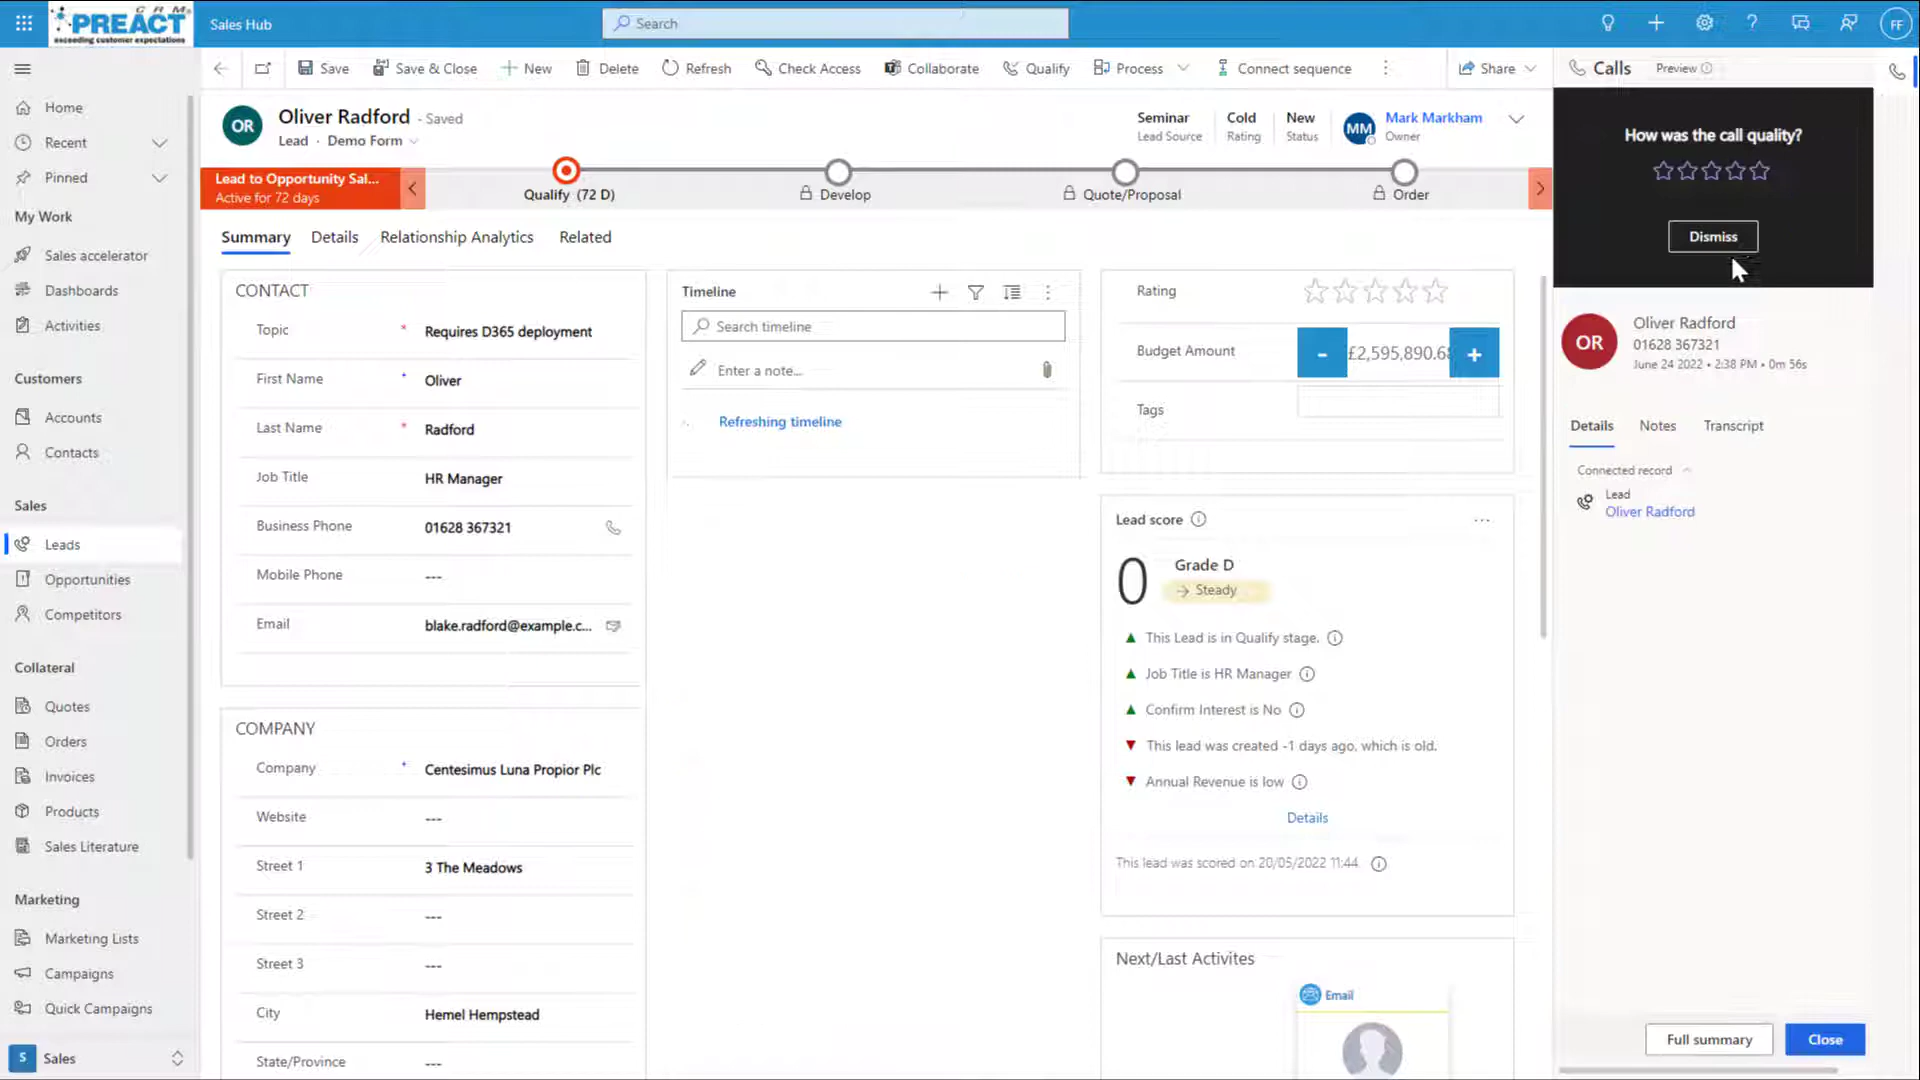 C R M
PREACT
exceeding customer expectations
Sales Hub
Search
FF
Save
Save & Close
New
Delete
Refresh
Check Access
Collaborate
Qualify
Process
Connect sequence
Share
Calls
Preview
Home
Recent
Pinned
My Work
Sales accelerator
Dashboards
Activities
Customers
Accounts
Contacts
Sales
Leads
Opportunities
Competitors
Collateral
Quotes
Orders
Invoices
Products
Sales Literature
Marketing
Marketing Lists
Campaigns
Quick Campaigns
S
Sales
OR
Oliver Radford - Saved
Lead · Demo Form
Seminar
Lead Source
Cold
Rating
New
Status
MM
Mark Markham
Owner
Lead to Opportunity Sal...
Active for 72 days
Qualify (72 D)
Develop
Quote/Proposal
Order
Summary
Details
Relationship Analytics
Related
CONTACT
Topic * Requires D365 deployment
First Name Oliver
Last Name * Radford
Job Title HR Manager
Business Phone 01628 367321
Mobile Phone ---
Email blake.radford@example.c...
COMPANY
Company Centesimus Luna Propior Plc
Website ---
Street 1 3 The Meadows
Street 2 ---
Street 3 ---
City Hemel Hempstead
State/Province ---
Timeline
Search timeline
Enter a note...
Refreshing timeline
Rating
Budget Amount - £2,595,890.68 +
Tags
Lead score
0
Grade D
→ Steady
This Lead is in Qualify stage.
Job Title is HR Manager
Confirm Interest is No
This lead was created -1 days ago, which is old.
Annual Revenue is low
Details
This lead was scored on 20/05/2022 11:44
Next/Last Activites
Email
How was the call quality?
Dismiss
OR
Oliver Radford
01628 367321
June 24 2022 • 2:38 PM • 0m 56s
Details
Notes
Transcript
Connected record
Lead
Oliver Radford
Full summary
Close